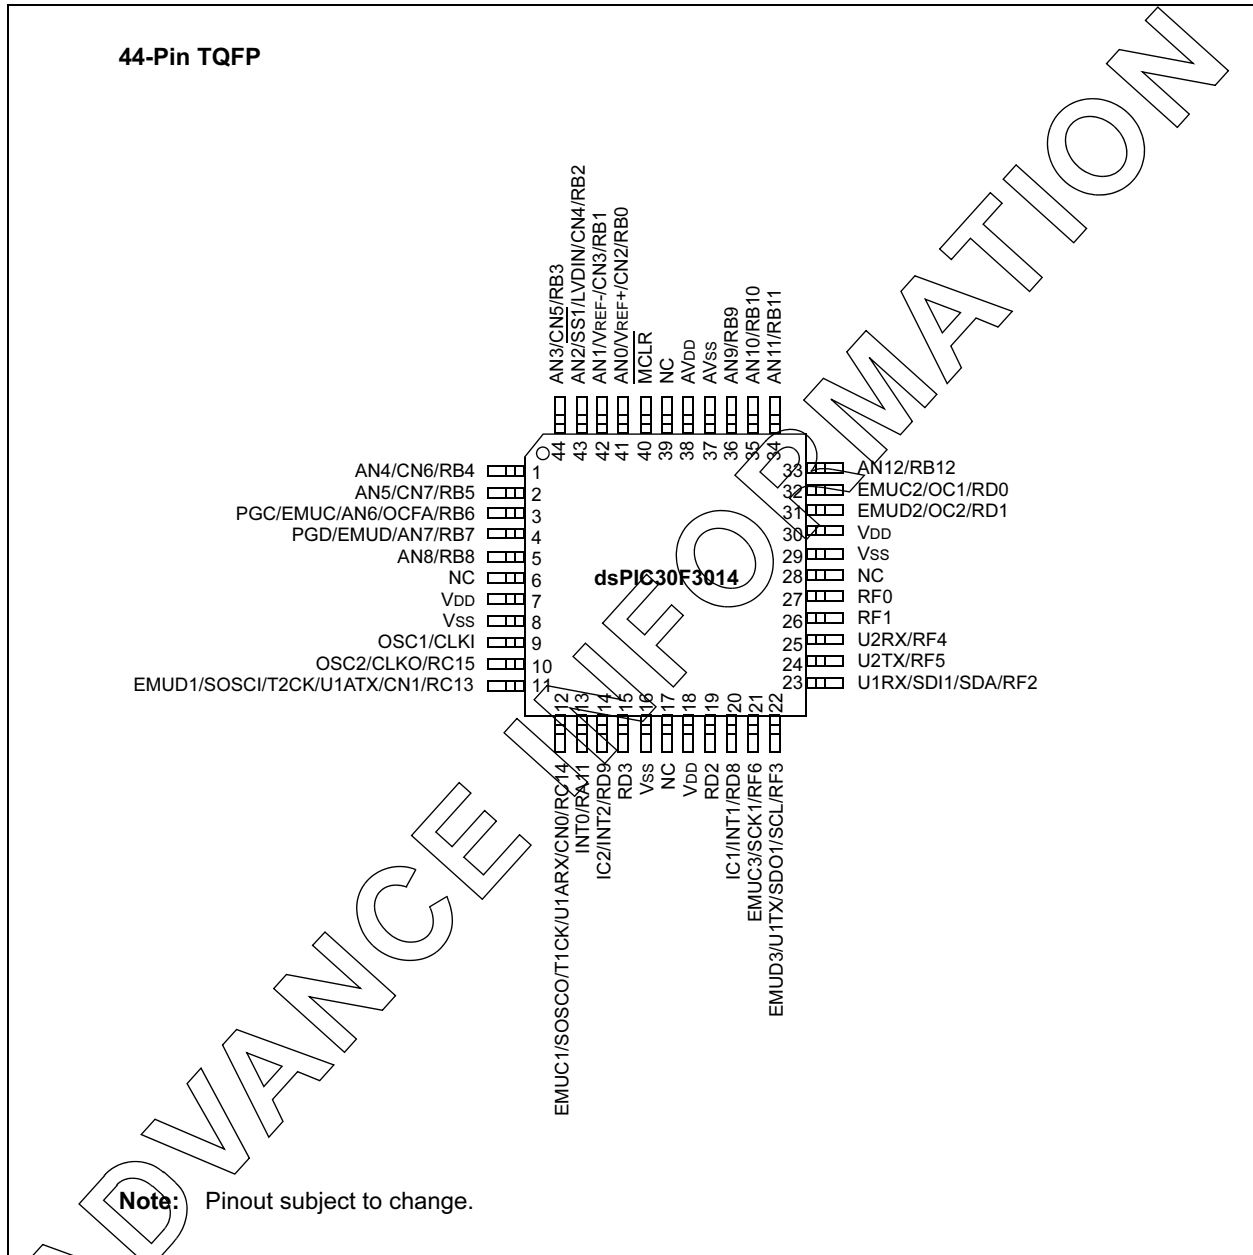 44-Pin TQFP
AN3/CN5/RB3
AN2/SS1/LVDIN/CN4/RB2
AN1/VREF-/CN3/RB1
AN0/VREF+/CN2/RB0
MCLR
NC
AVDD
AVSS
AN9/RB9
AN10/RB10
AN11/RB11
44 43 42 41 40 39 38 37 36 35 34
AN4/CN6/RB4 1
AN5/CN7/RB5 2
PGC/EMUC/AN6/OCFA/RB6 3
PGD/EMUD/AN7/RB7 4
AN8/RB8 5
NC 6
VDD 7
VSS 8
OSC1/CLKI 9
OSC2/CLKO/RC15 10
EMUD1/SOSCI/T2CK/U1ATX/CN1/RC13 11
dsPIC30F3014
33 AN12/RB12
32 EMUC2/OC1/RD0
31 EMUD2/OC2/RD1
30 VDD
29 VSS
28 NC
27 RF0
26 RF1
25 U2RX/RF4
24 U2TX/RF5
23 U1RX/SDI1/SDA/RF2
12 13 14 15 16 17 18 19 20 21 22
EMUC1/SOSCO/T1CK/U1ARX/CN0/RC14
INT0/RA11
IC2/INT2/RD9
RD3
VSS
NC
VDD
RD2
IC1/INT1/RD8
EMUC3/SCK1/RF6
EMUD3/U1TX/SDO1/SCL/RF3
Note: Pinout subject to change.
ADVANCE INFORMATION